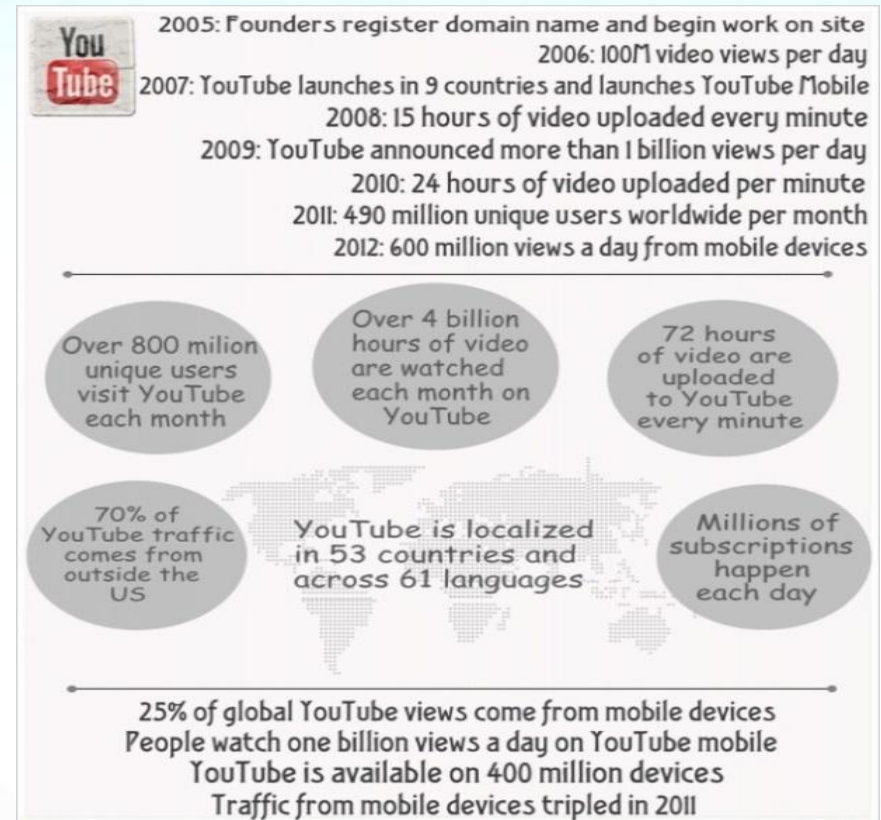 You
Tube
2005: Founders register domain name and begin work on site
2006: 100M video views per day
2007: YouTube launches in 9 countries and launches YouTube Mobile
2008: 15 hours of video uploaded every minute
2009: YouTube announced more than 1 billion views per day
2010: 24 hours of video uploaded per minute
2011: 490 million unique users worldwide per month
2012: 600 million views a day from mobile devices
Over 800 milion
unique users
visit YouTube
each month
Over 4 billion
hours of video
are watched
each month on
YouTube
72 hours
of video are
uploaded
to YouTube
every minute
70% of
YouTube traffic
comes from
outside the
US
YouTube is localized
in 53 countries and
across 61 languages
Millions of
subscriptions
happen
each day
25% of global YouTube views come from mobile devices
People watch one billion views a day on YouTube mobile
YouTube is available on 400 million devices
Traffic from mobile devices tripled in 2011